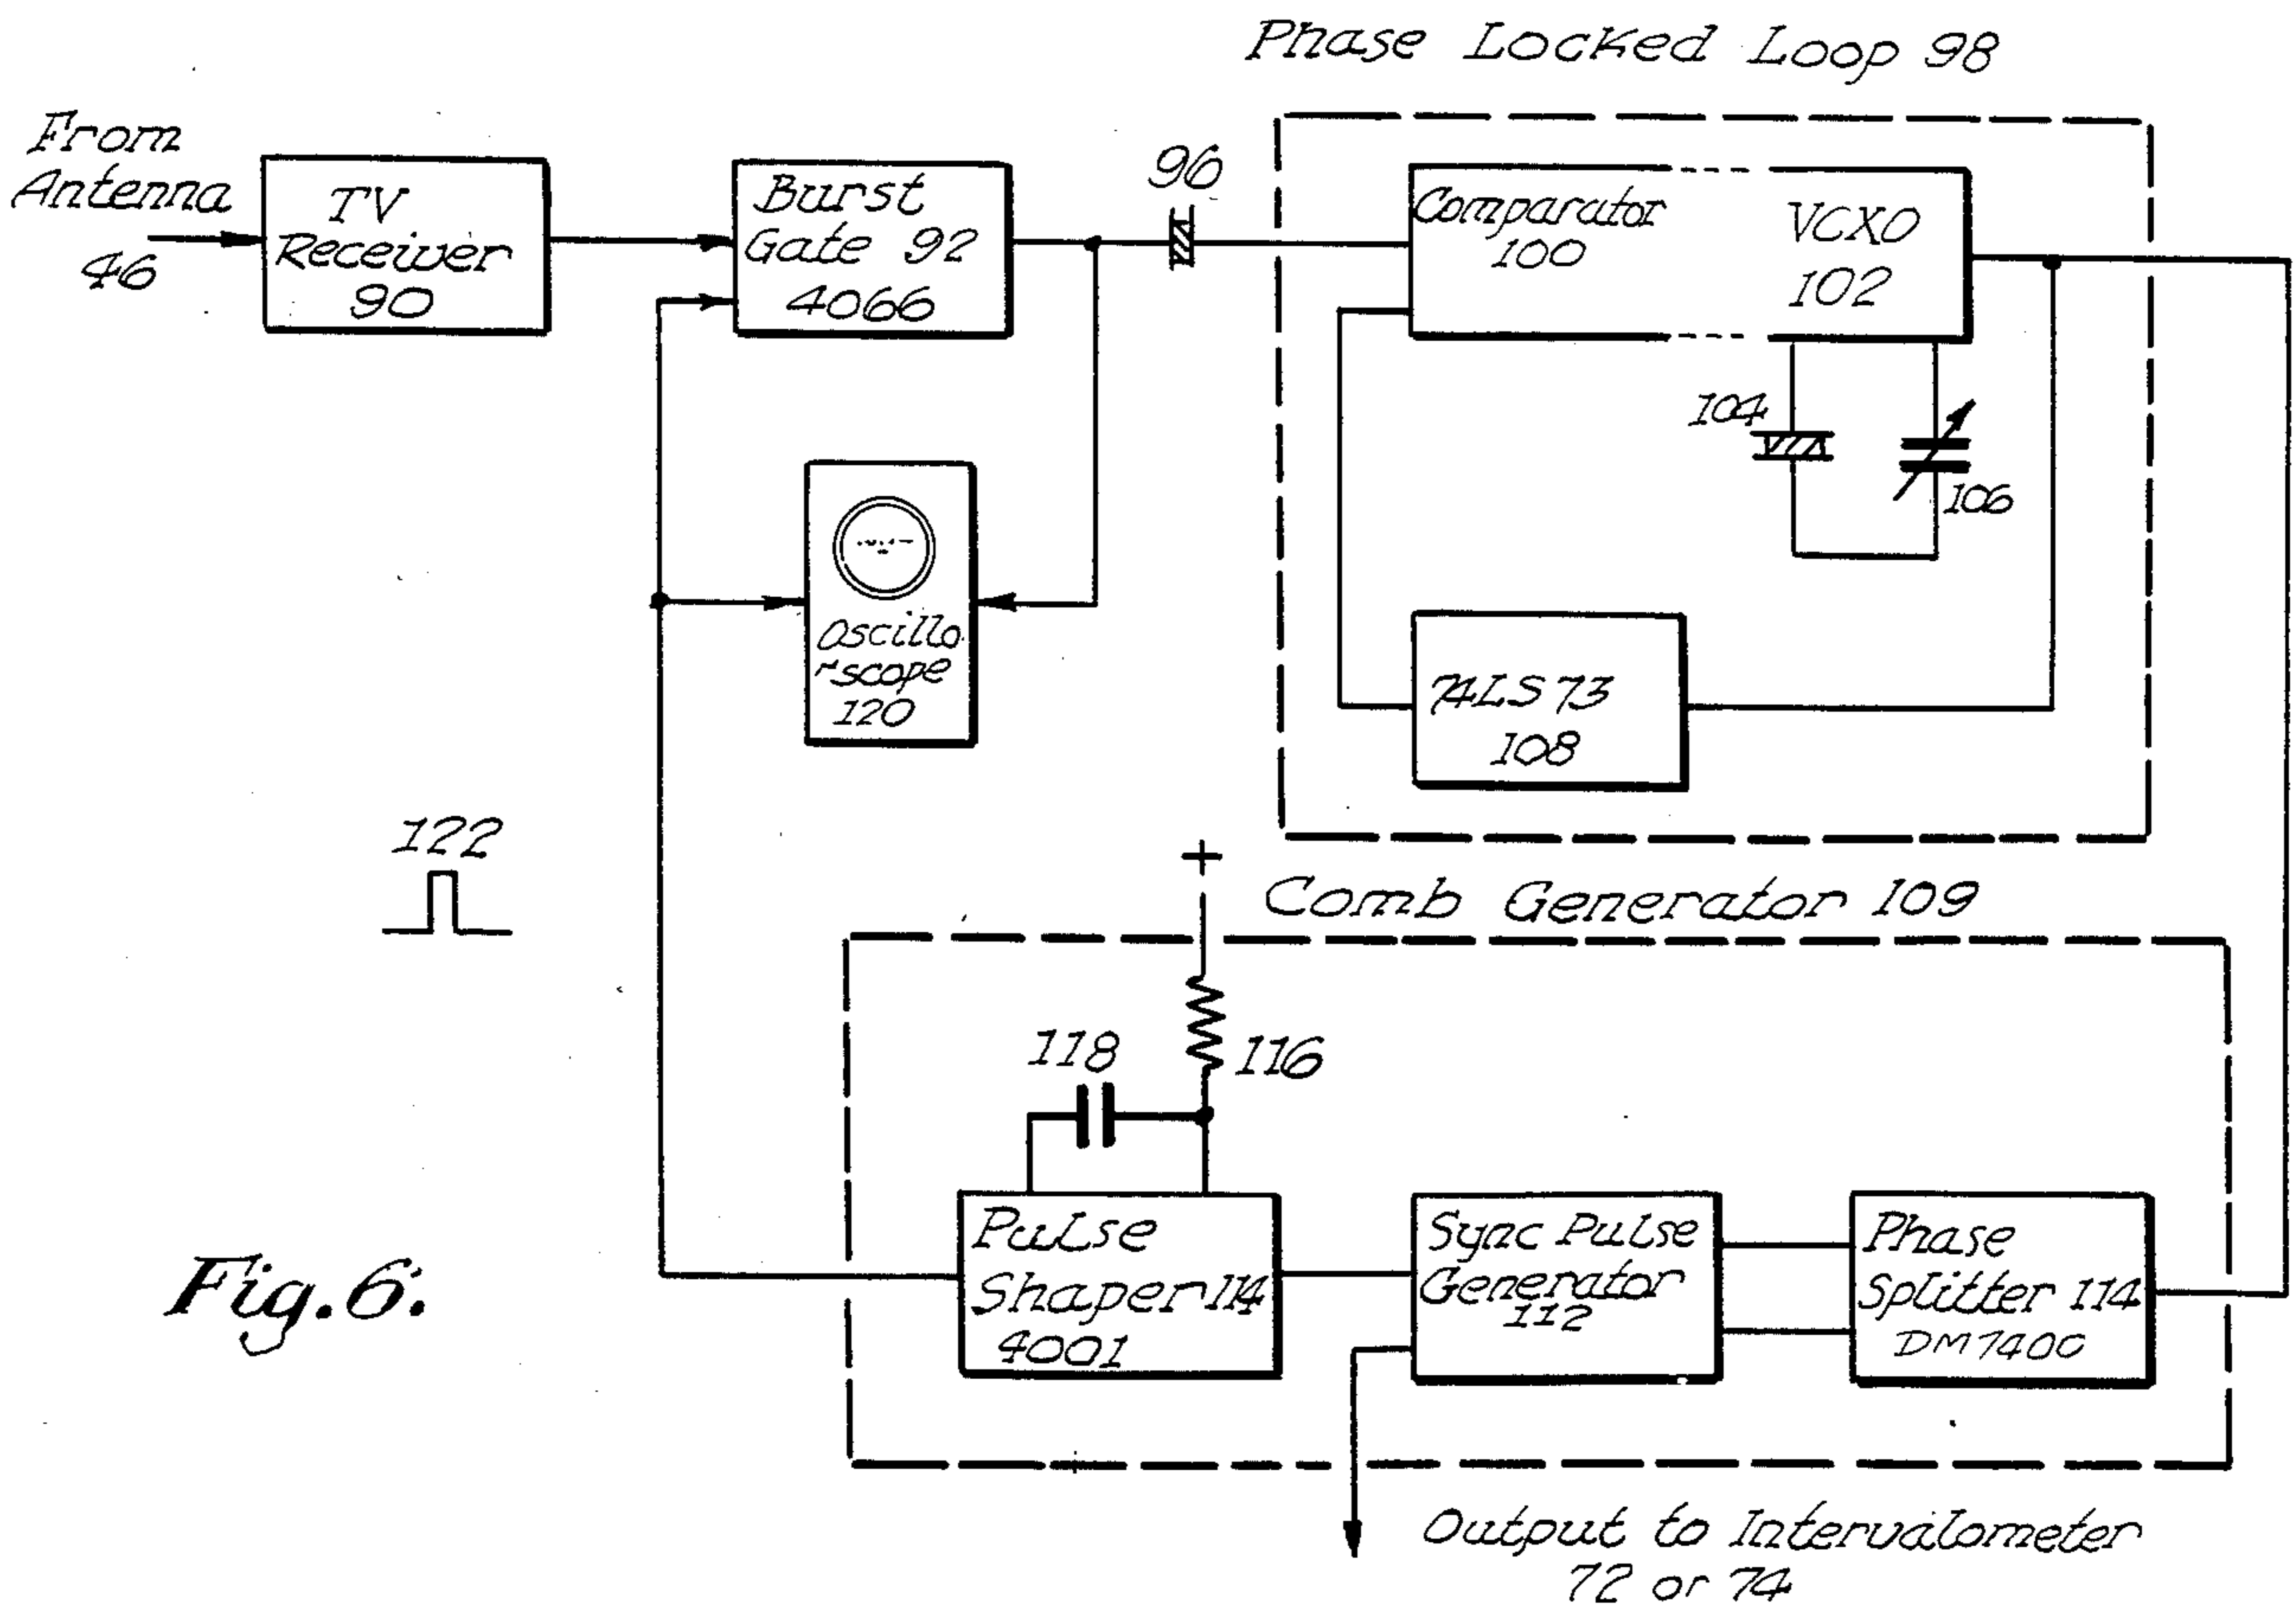 Phase Locked Loop 98
From
Antenna
46
TV
Receiver
90
Burst
Gate 92
4066
96
Comparator
100
VCXO
102
104
106
74LS73
108
Oscillo
-scope
120
122
+
Comb Generator 109
118
116
Pulse
Shaper 114
4001
Sync Pulse
Generator
112
Phase
Splitter 114
DM7400
Output to Intervalometer
72 or 74
Fig. 6.